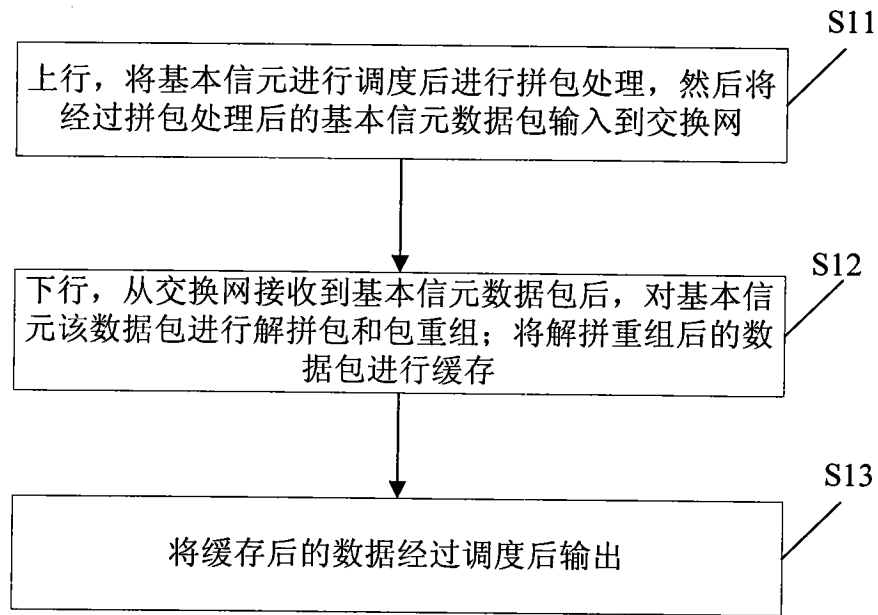 S11
上行，将基本信元进行调度后进行拼包处理，然后将
经过拼包处理后的基本信元数据包输入到交换网
S12
下行，从交换网接收到基本信元数据包后，对基本信
元该数据包进行解拼包和包重组；将解拼重组后的数
据包进行缓存
S13
将缓存后的数据经过调度后输出